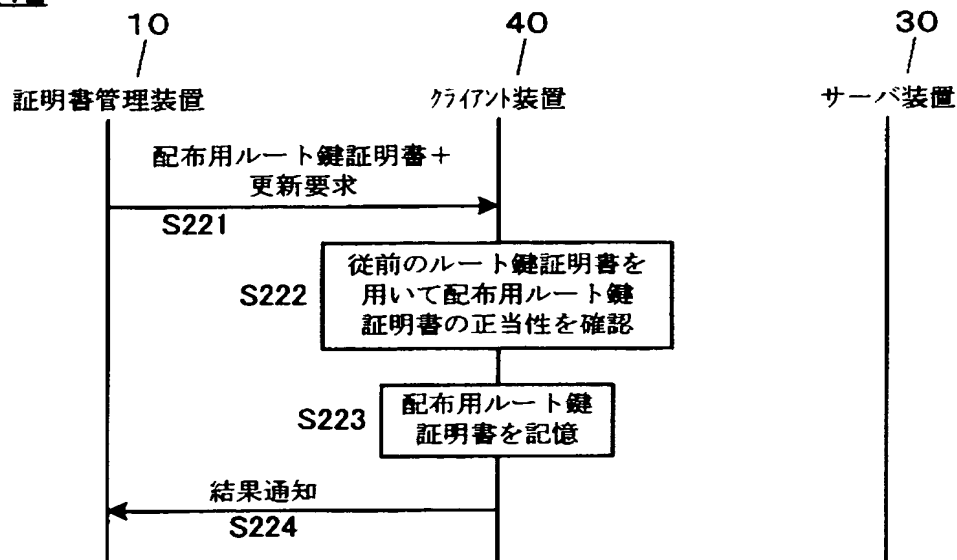 10
40
30
証明書管理装置
クライアント装置
サーバ装置
配布用ルート鍵証明書+
更新要求
S221
従前のルート鍵証明書を
用いて配布用ルート鍵
証明書の正当性を確認
S222
配布用ルート鍵
証明書を記憶
S223
結果通知
S224